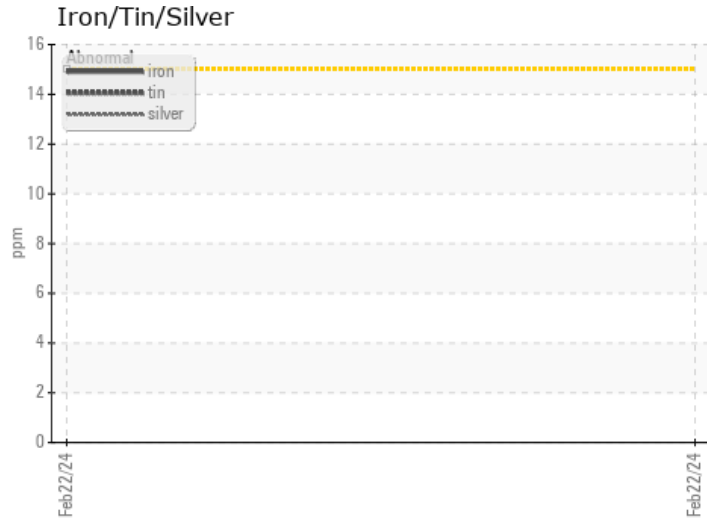 Iron/Tin/Silver
16
Abnormal
iron
tin
silver
14
12
10
8
6
4
2
0
ppm
Feb22/24
Feb22/24